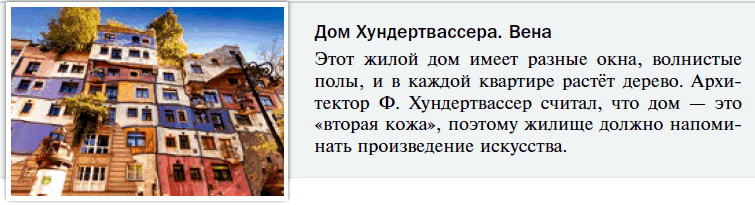 Дом Хундертвассера. Вена
Этот жилой дом имеет разные окна, волнистые
полы, и в каждой квартире растёт дерево. Архи-
тектор Ф. Хундертвассер считал, что дом — это
«вторая кожа», поэтому жилище должно напоми-
нать произведение искусства.